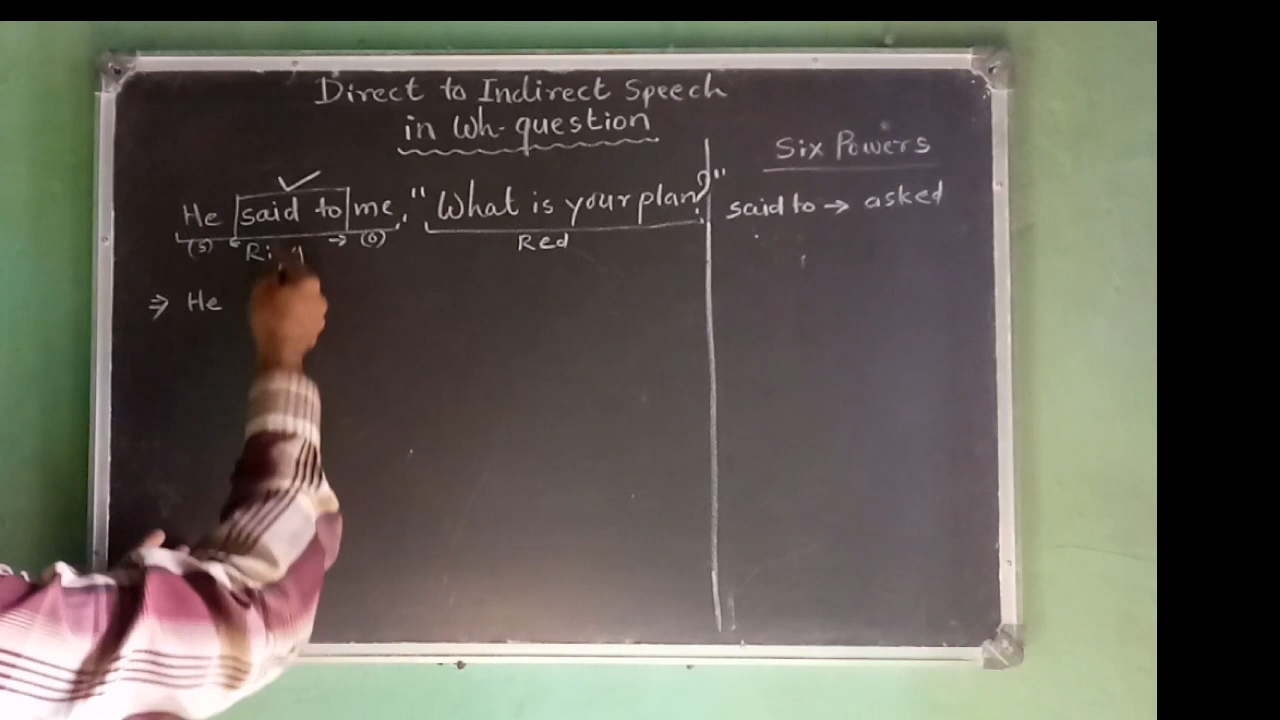 Direct to Indirect Speech
in Wh-question
Six Powers
He said to me, "What is your plan?"
said to → asked
(S) (O) Red
⇒ He